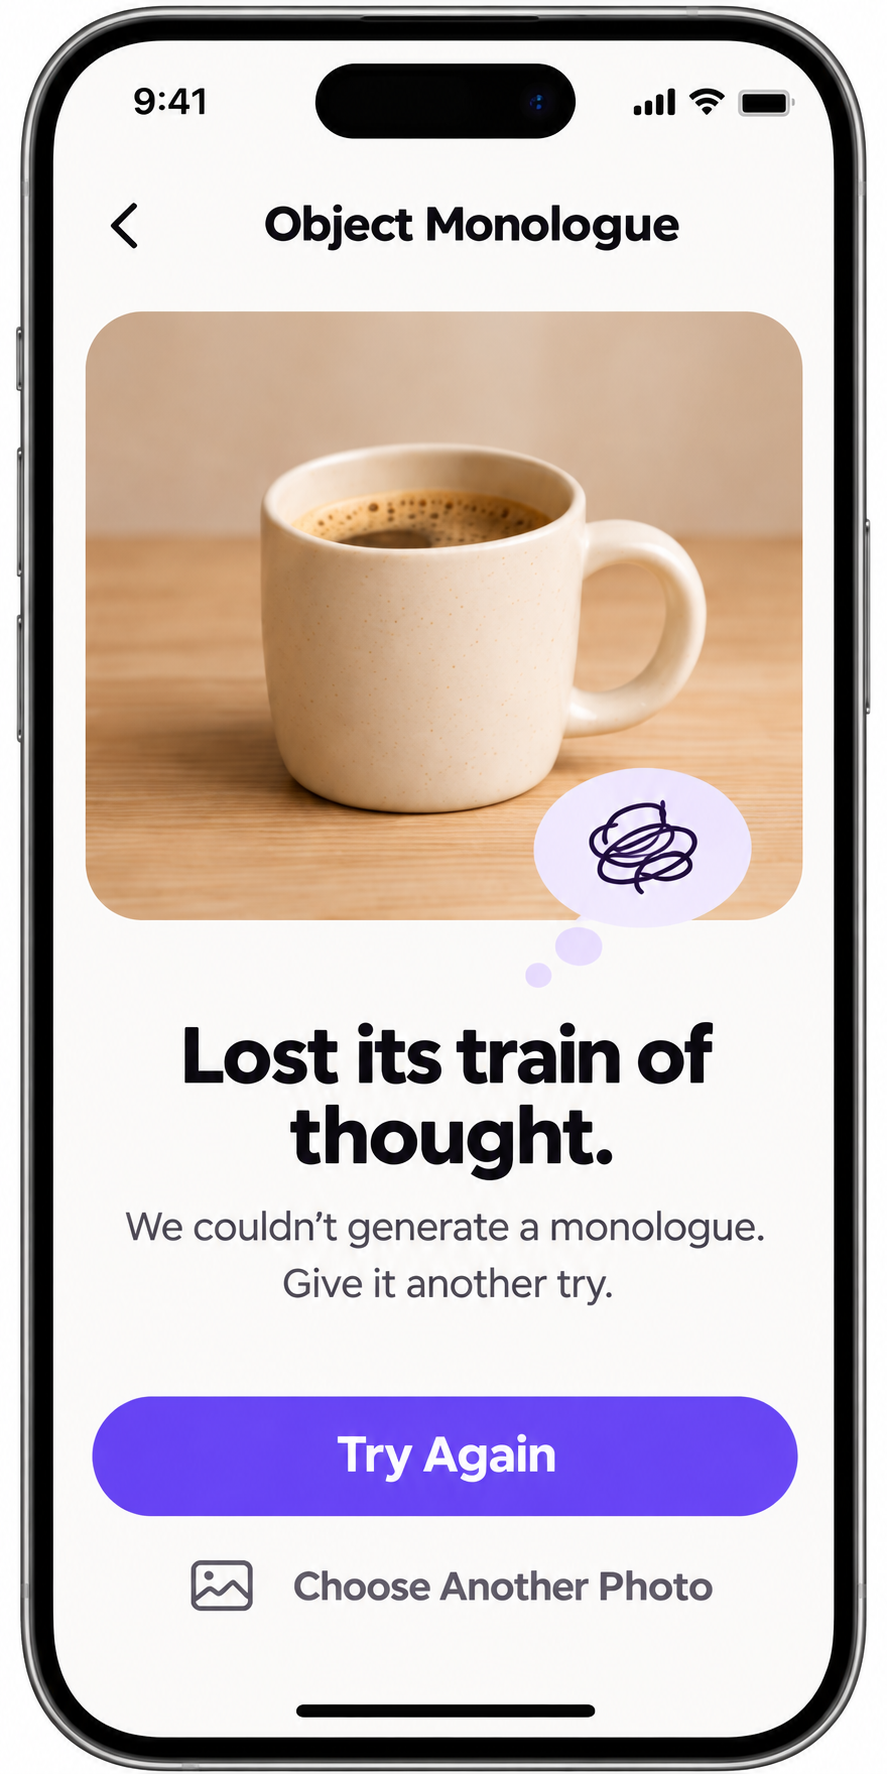 9:41
Object Monologue
Lost its train of
thought.
We couldn’t generate a monologue.
Give it another try.
Try Again
Choose Another Photo